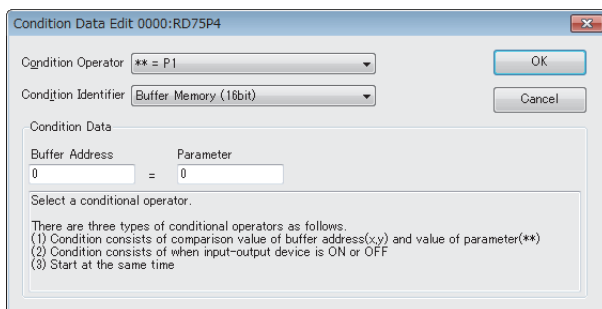 Condition Data Edit 0000:RD75P4
Condition Operator ** = P1 OK
Condition Identifier Buffer Memory (16bit) Cancel
Condition Data
Buffer Address Parameter
0 = 0
Select a conditional operator.
There are three types of conditional operators as follows.
(1) Condition consists of comparison value of buffer address(x,y) and value of parameter(**)
(2) Condition consists of when input-output device is ON or OFF
(3) Start at the same time